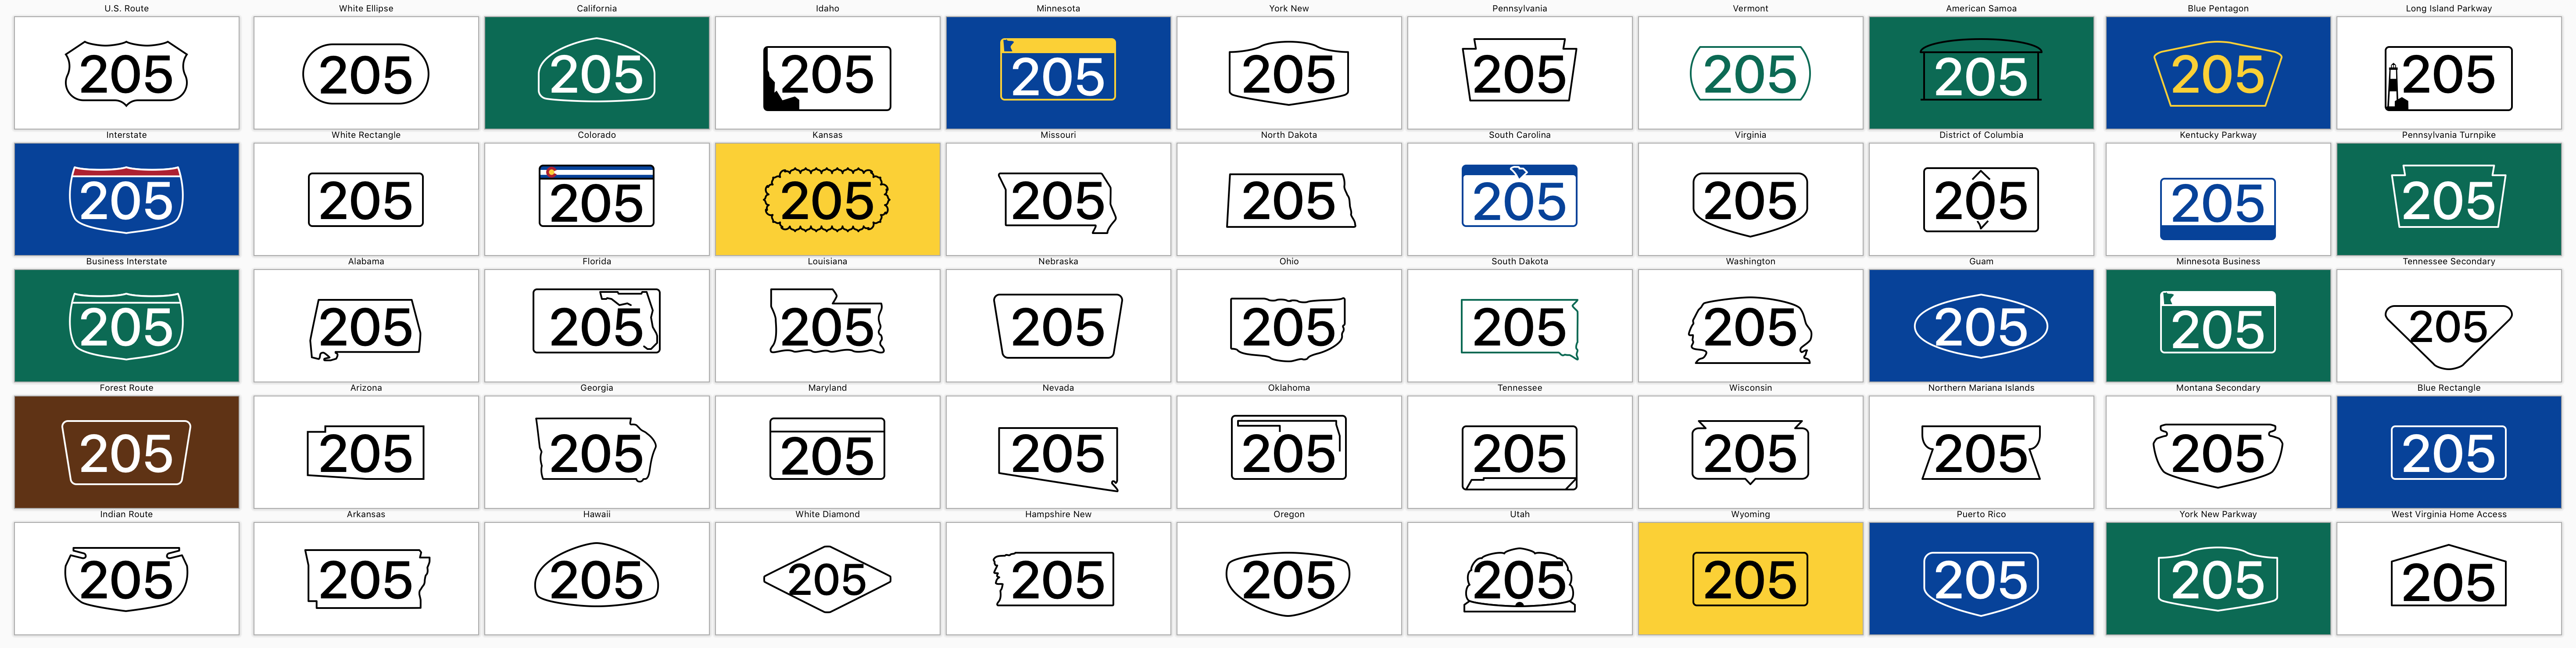 U.S. Route White Ellipse California Idaho Minnesota York New Pennsylvania Vermont American Samoa Blue Pentagon Long Island Parkway
205 205 205 205 205 205 205 205 205 205 205
Interstate White Rectangle Colorado Kansas Missouri North Dakota South Carolina Virginia District of Columbia Kentucky Parkway Pennsylvania Turnpike
205 205 205 205 205 205 205 205 205 205 205
Business Interstate Alabama Florida Louisiana Nebraska Ohio South Dakota Washington Guam Minnesota Business Tennessee Secondary
205 205 205 205 205 205 205 205 205 205 205
Forest Route Arizona Georgia Maryland Nevada Oklahoma Tennessee Wisconsin Northern Mariana Islands Montana Secondary Blue Rectangle
205 205 205 205 205 205 205 205 205 205 205
Indian Route Arkansas Hawaii White Diamond Hampshire New Oregon Utah Wyoming Puerto Rico York New Parkway West Virginia Home Access
205 205 205 205 205 205 205 205 205 205 205